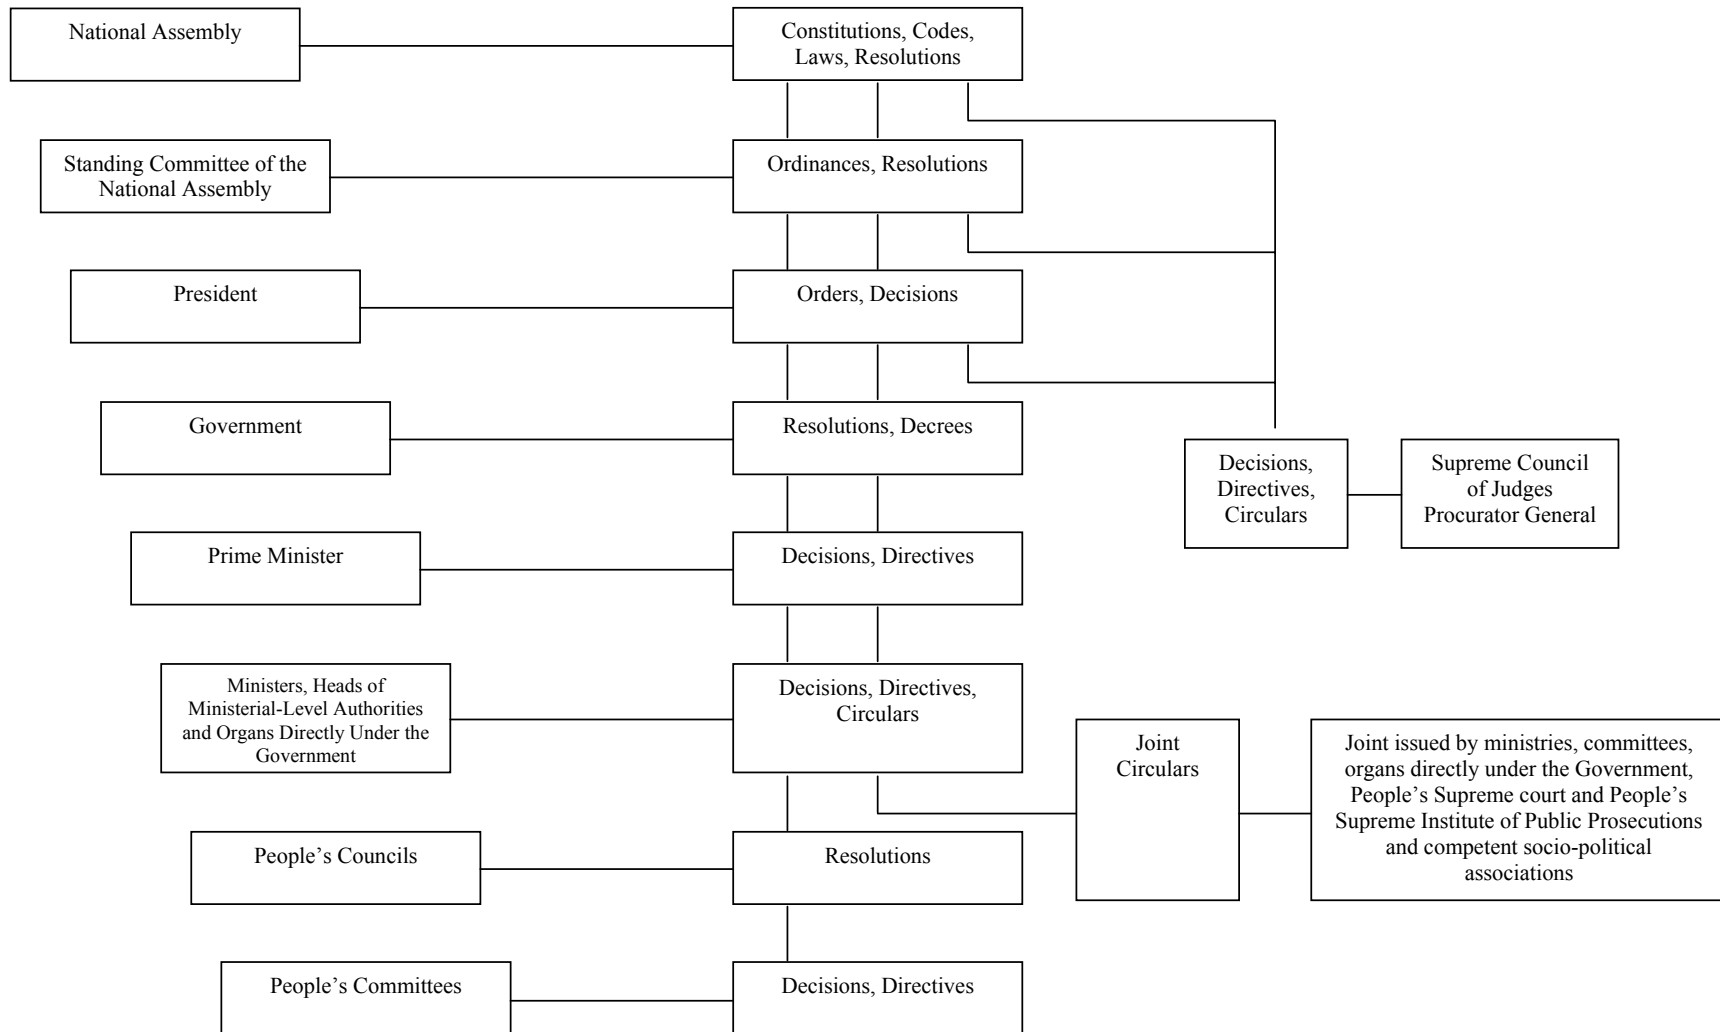 National Assembly
Constitutions, Codes,
Laws, Resolutions
Standing Committee of the
National Assembly
Ordinances, Resolutions
President
Orders, Decisions
Government
Resolutions, Decrees
Decisions,
Directives,
Circulars
Supreme Council
of Judges
Procurator General
Prime Minister
Decisions, Directives
Ministers, Heads of
Ministerial-Level Authorities
and Organs Directly Under the
Government
Decisions, Directives,
Circulars
Joint
Circulars
Joint issued by ministries, committees,
organs directly under the Government,
People’s Supreme court and People’s
Supreme Institute of Public Prosecutions
and competent socio-political
associations
People’s Councils
Resolutions
People’s Committees
Decisions, Directives